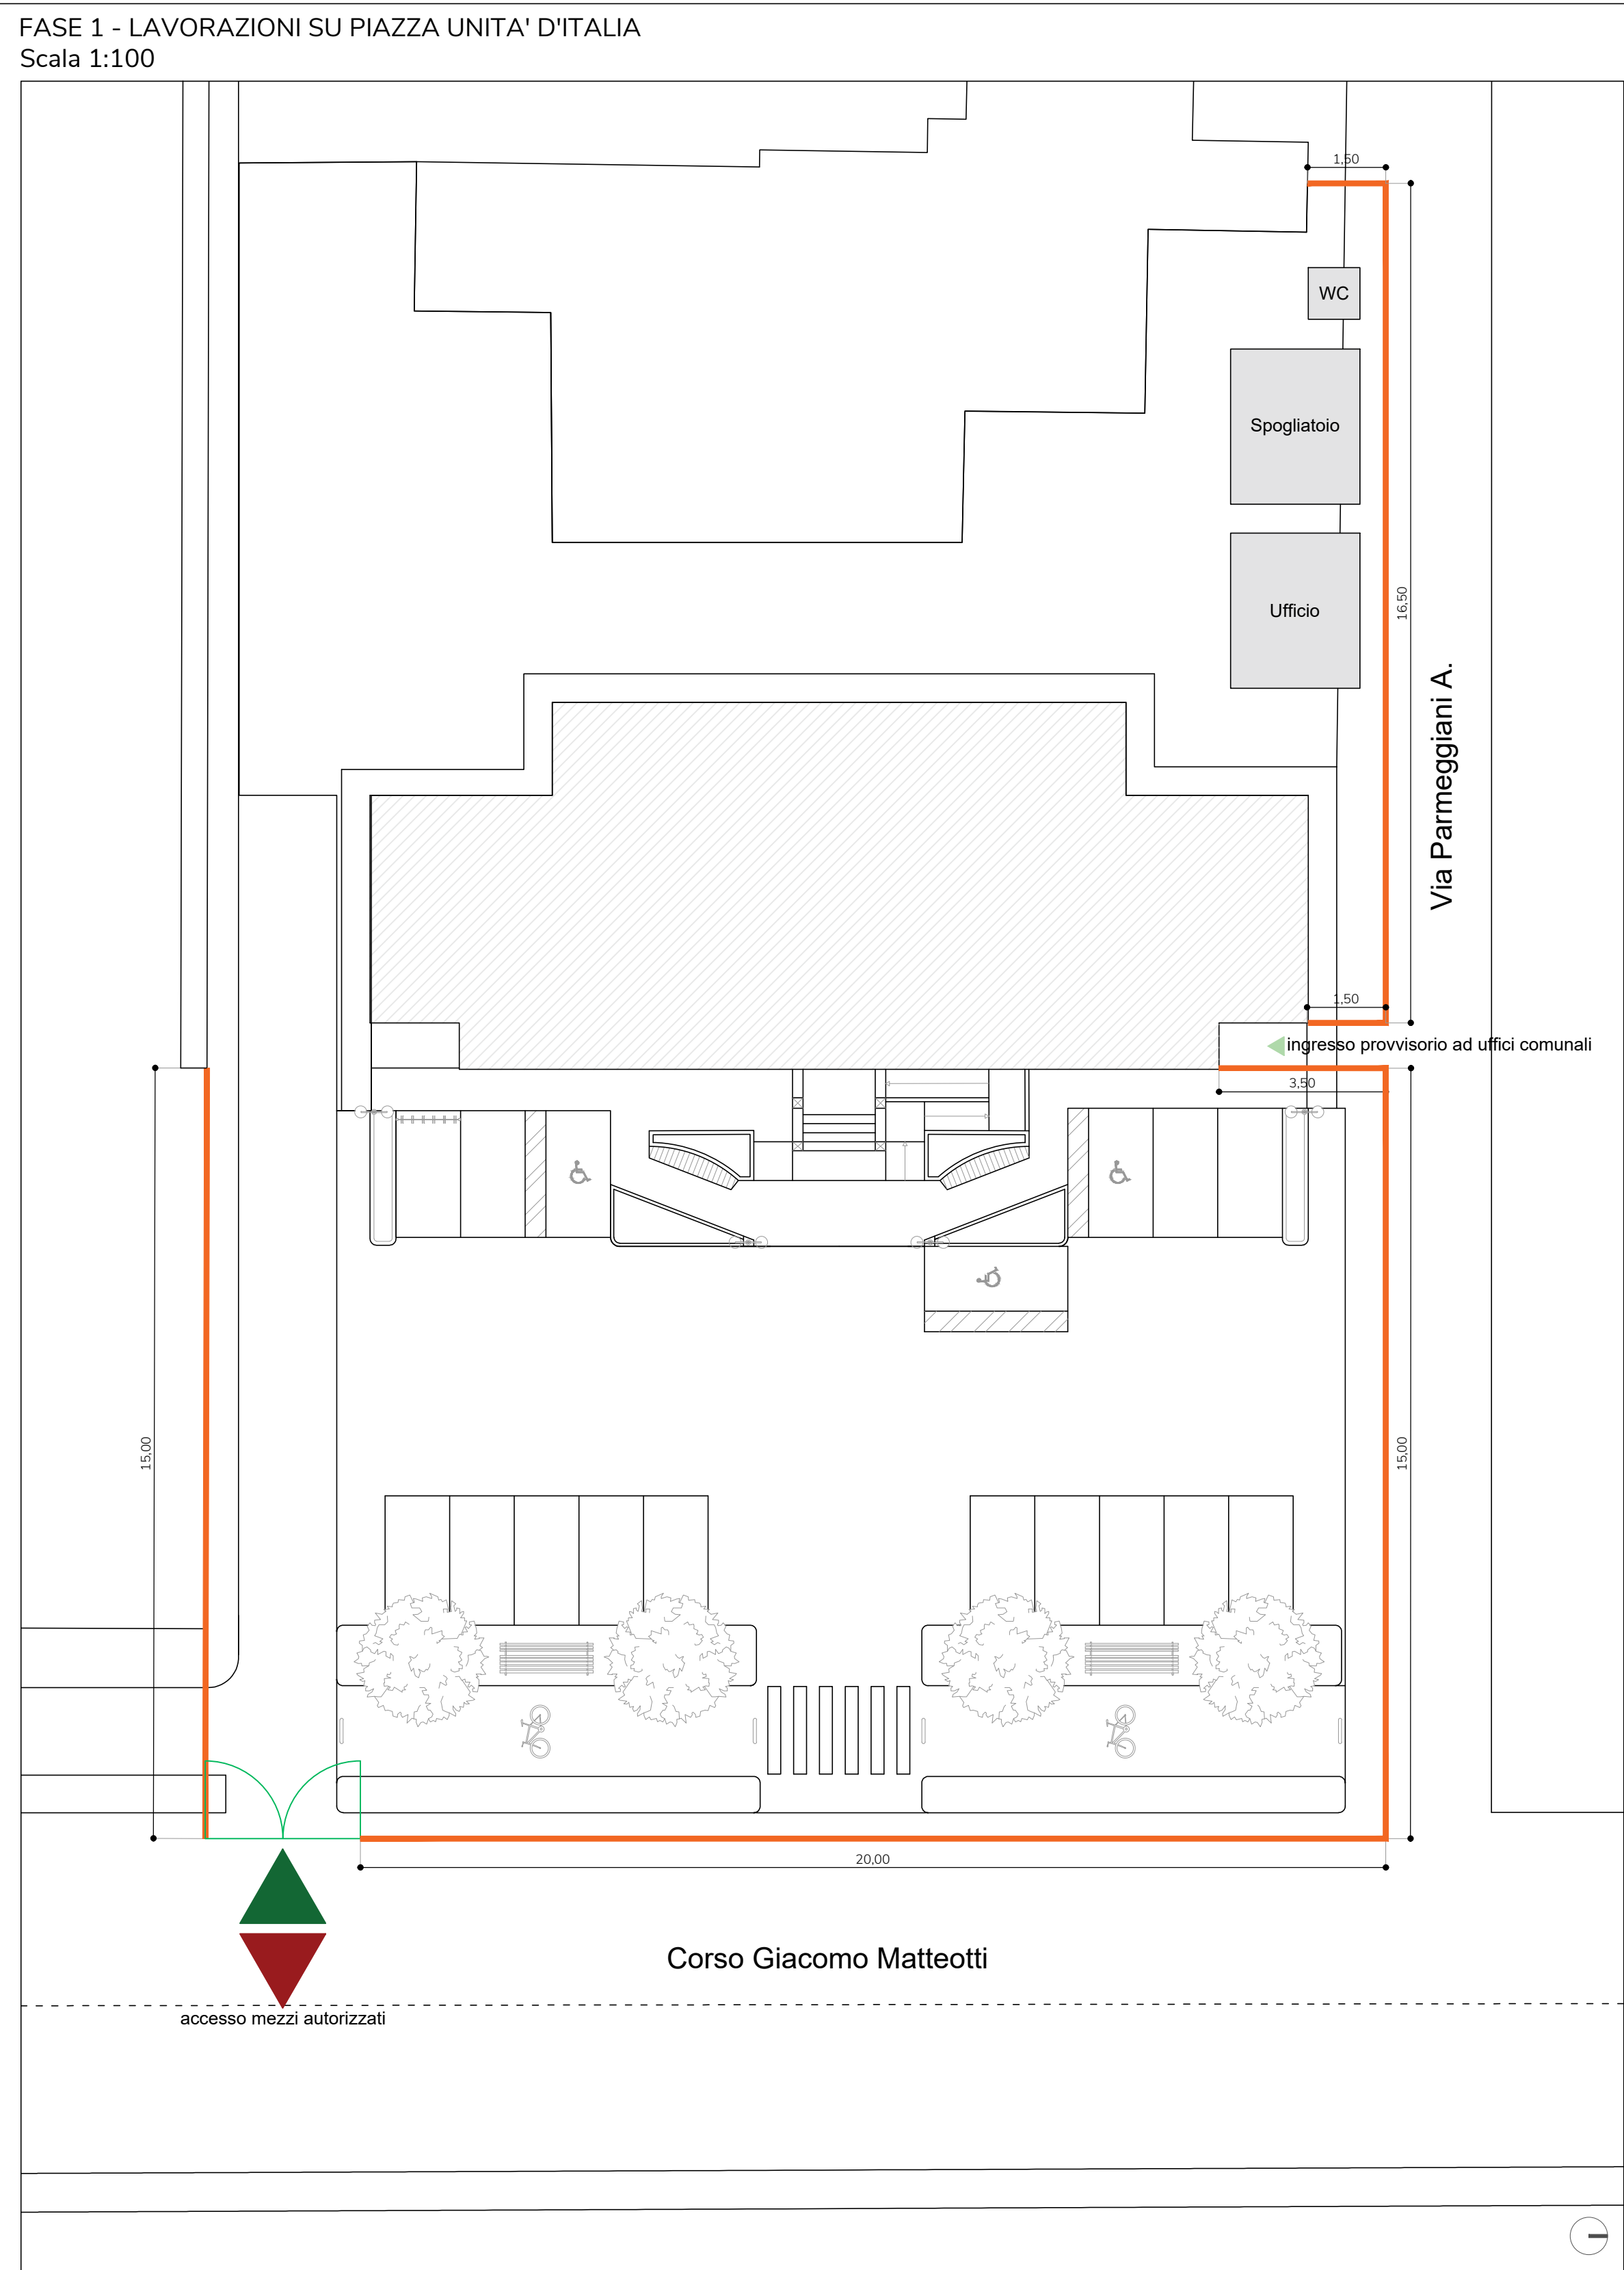 FASE 1 - LAVORAZIONI SU PIAZZA UNITA' D'ITALIA
Scala 1:100
1,50
WC
Spogliatoio
Ufficio
16,50
Via Parmeggiani A.
1,50
ingresso provvisorio ad uffici comunali
3,50
15,00
15,00
20,00
Corso Giacomo Matteotti
accesso mezzi autorizzati